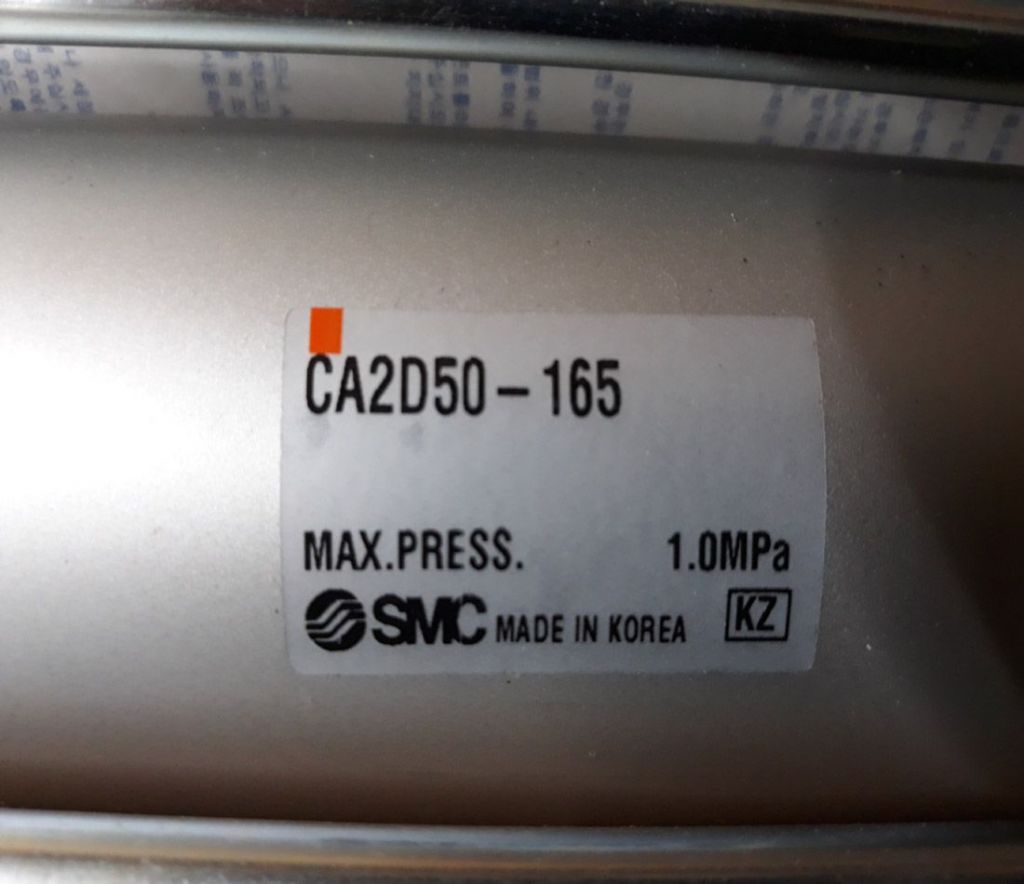 CA2D50-165
MAX.PRESS. 1.0MPa
SMC MADE IN KOREA KZ